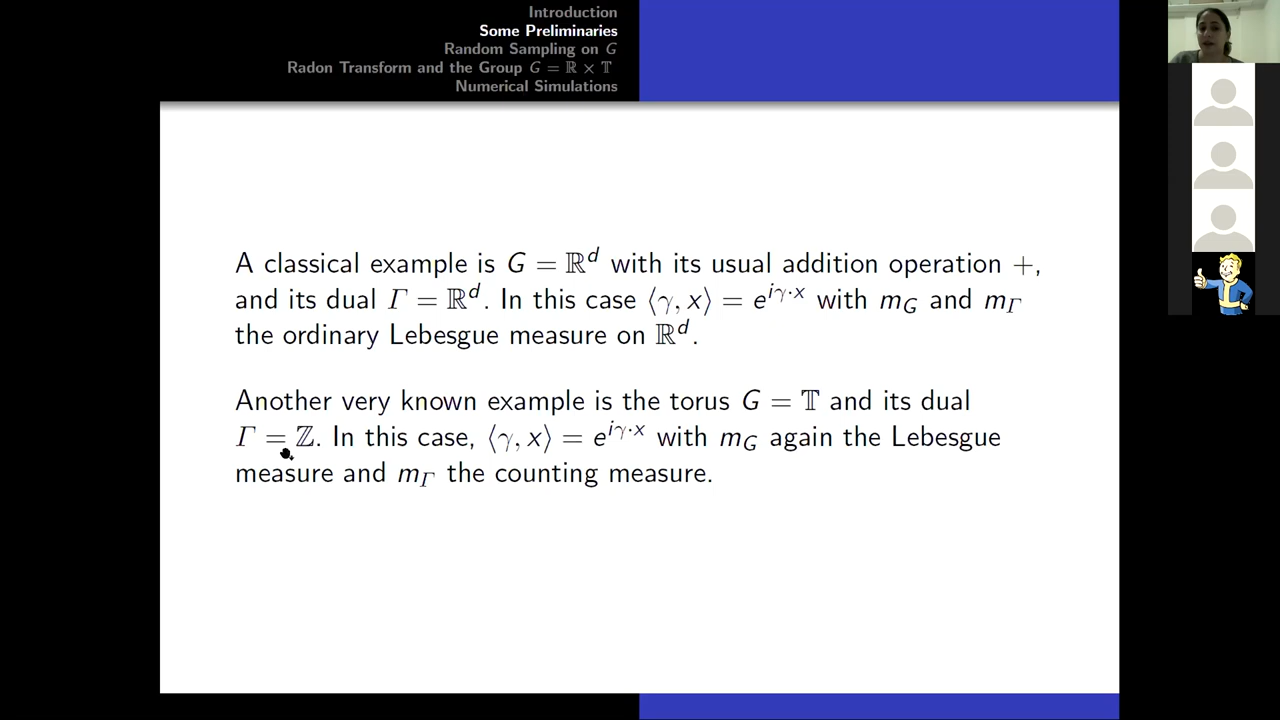 Introduction
Some Preliminaries
Random Sampling on G
Radon Transform and the Group G = ℝ × 𝕋
Numerical Simulations
A classical example is G = ℝᵈ with its usual addition operation +,
and its dual Γ = ℝᵈ. In this case ⟨γ, x⟩ = e^{iγ·x} with m_G and m_Γ
the ordinary Lebesgue measure on ℝᵈ.
Another very known example is the torus G = 𝕋 and its dual
Γ = ℤ. In this case, ⟨γ, x⟩ = e^{iγ·x} with m_G again the Lebesgue
measure and m_Γ the counting measure.